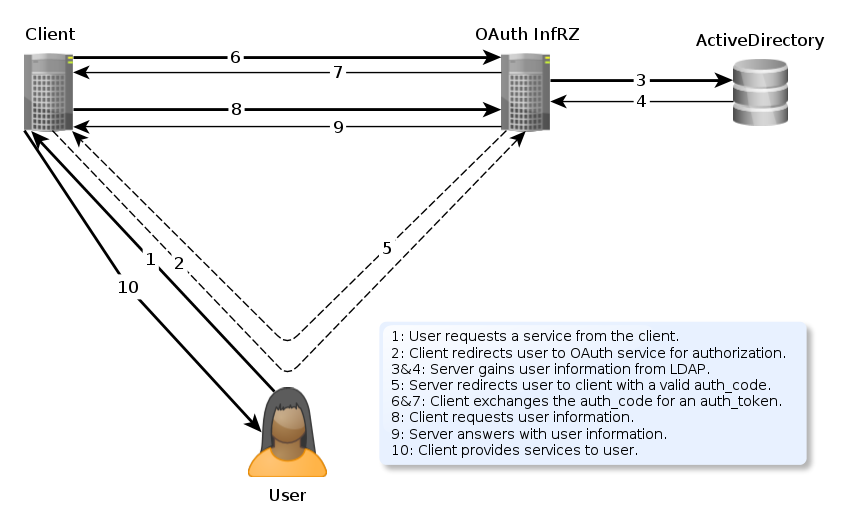 Client
OAuth InfRZ
ActiveDirectory
6
7
3
8
4
9
5
1
2
10
1: User requests a service from the client.
2: Client redirects user to OAuth service for authorization.
3&4: Server gains user information from LDAP.
5: Server redirects user to client with a valid auth_code.
6&7: Client exchanges the auth_code for an auth_token.
8: Client requests user information.
9: Server answers with user information.
10: Client provides services to user.
User